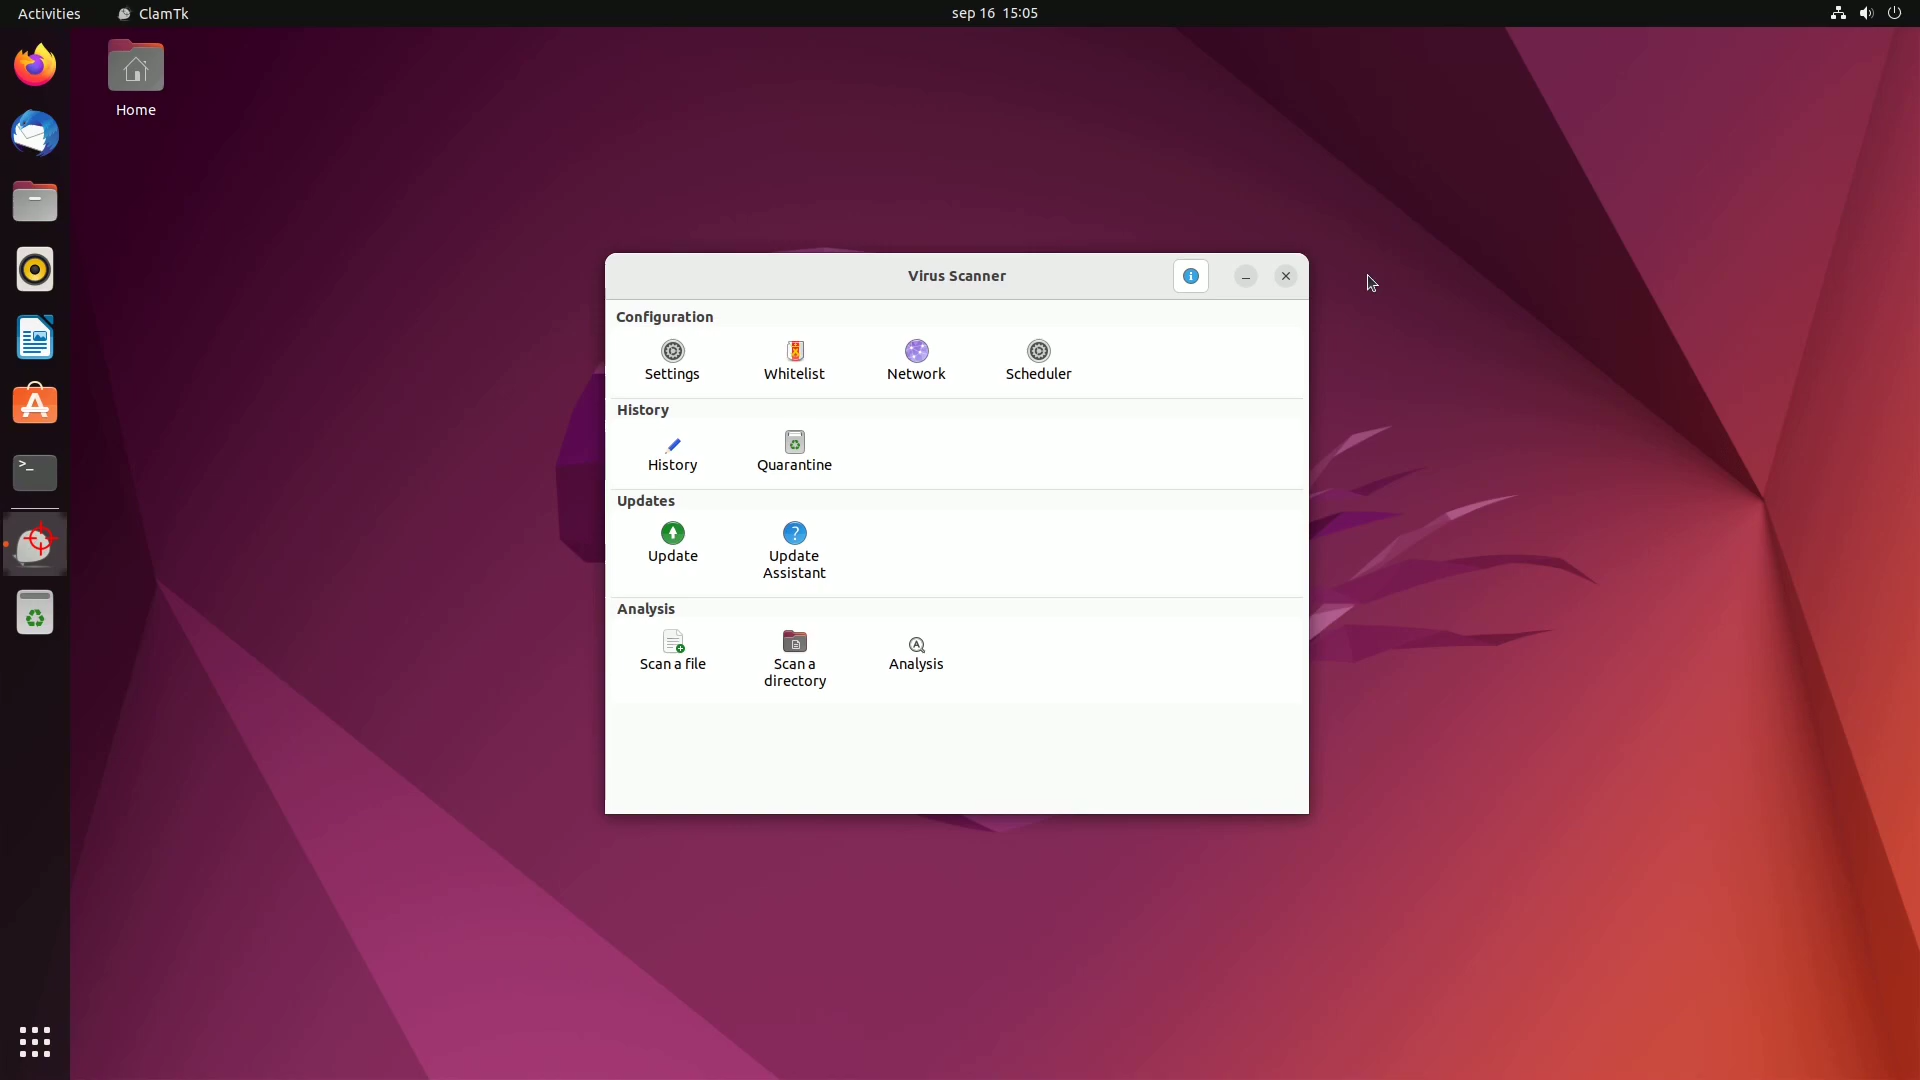 Activities ClamTk sep 16 15:05
Home
Virus Scanner
Configuration
Settings Whitelist Network Scheduler
History
History Quarantine
Updates
Update Update
Assistant
Analysis
Scan a file Scan a Analysis
directory